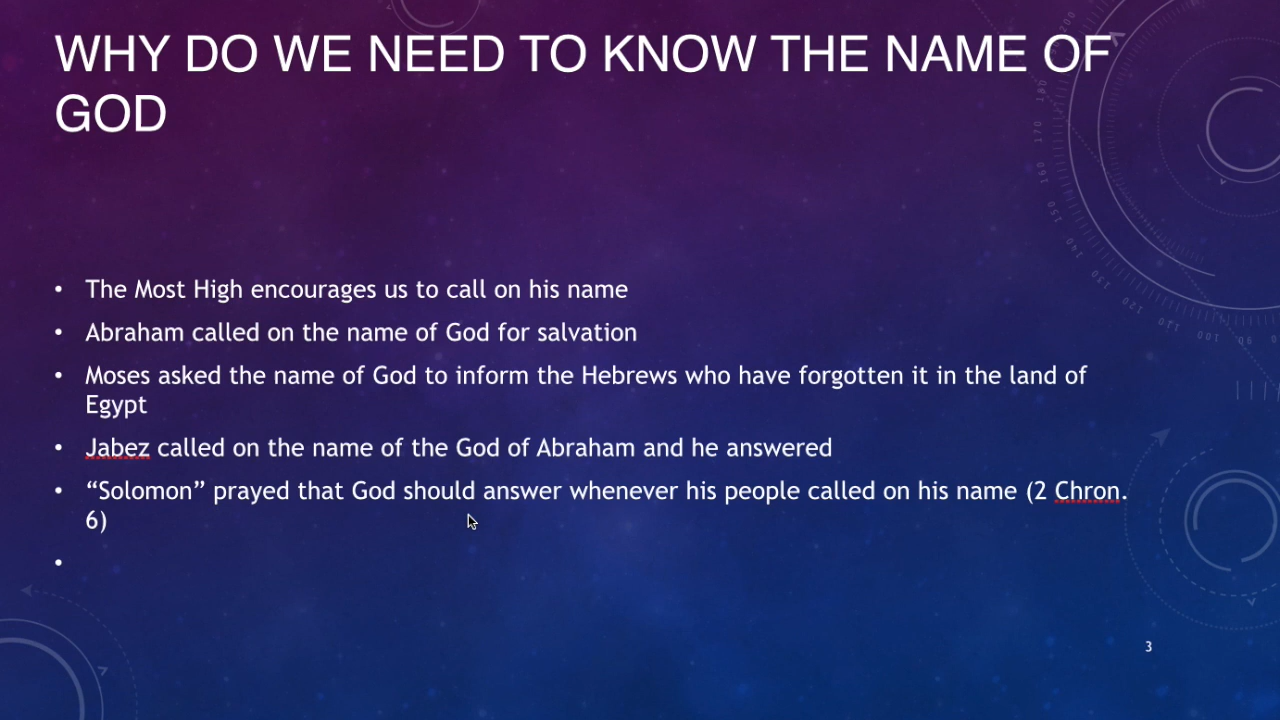 WHY DO WE NEED TO KNOW THE NAME OF
GOD
• The Most High encourages us to call on his name
• Abraham called on the name of God for salvation
• Moses asked the name of God to inform the Hebrews who have forgotten it in the land of
Egypt
• Jabez called on the name of the God of Abraham and he answered
• “Solomon” prayed that God should answer whenever his people called on his name (2 Chron.
6)
•
3